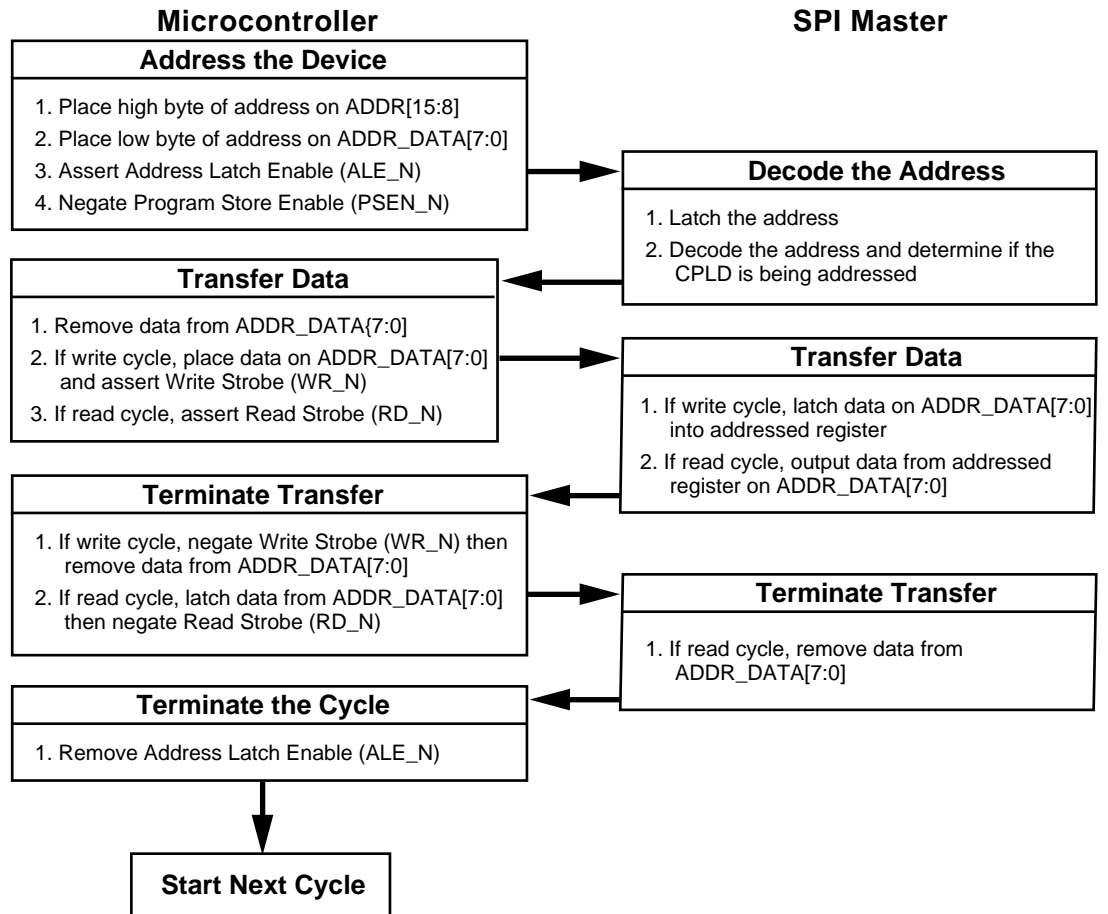 Microcontroller
SPI Master
Address the Device
1. Place high byte of address on ADDR[15:8]
2. Place low byte of address on ADDR_DATA[7:0]
3. Assert Address Latch Enable (ALE_N)
4. Negate Program Store Enable (PSEN_N)
Decode the Address
1. Latch the address
2. Decode the address and determine if the
CPLD is being addressed
Transfer Data
1. Remove data from ADDR_DATA{7:0]
2. If write cycle, place data on ADDR_DATA[7:0]
and assert Write Strobe (WR_N)
3. If read cycle, assert Read Strobe (RD_N)
Transfer Data
1. If write cycle, latch data on ADDR_DATA[7:0]
into addressed register
2. If read cycle, output data from addressed
register on ADDR_DATA[7:0]
Terminate Transfer
1. If write cycle, negate Write Strobe (WR_N) then
remove data from ADDR_DATA[7:0]
2. If read cycle, latch data from ADDR_DATA[7:0]
then negate Read Strobe (RD_N)
Terminate Transfer
1. If read cycle, remove data from
ADDR_DATA[7:0]
Terminate the Cycle
1. Remove Address Latch Enable (ALE_N)
Start Next Cycle